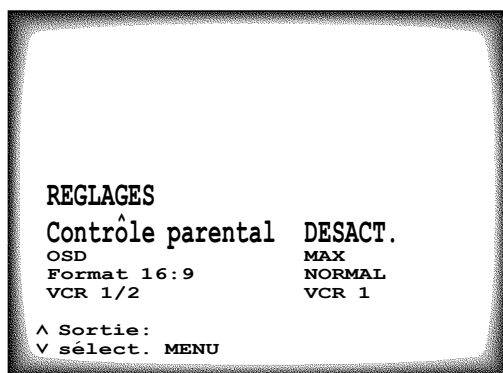 REGLAGES
Contrôle parental DESACT.
OSD MAX
Format 16:9 NORMAL
VCR 1/2 VCR 1
∧ Sortie:
∨ sélect. MENU